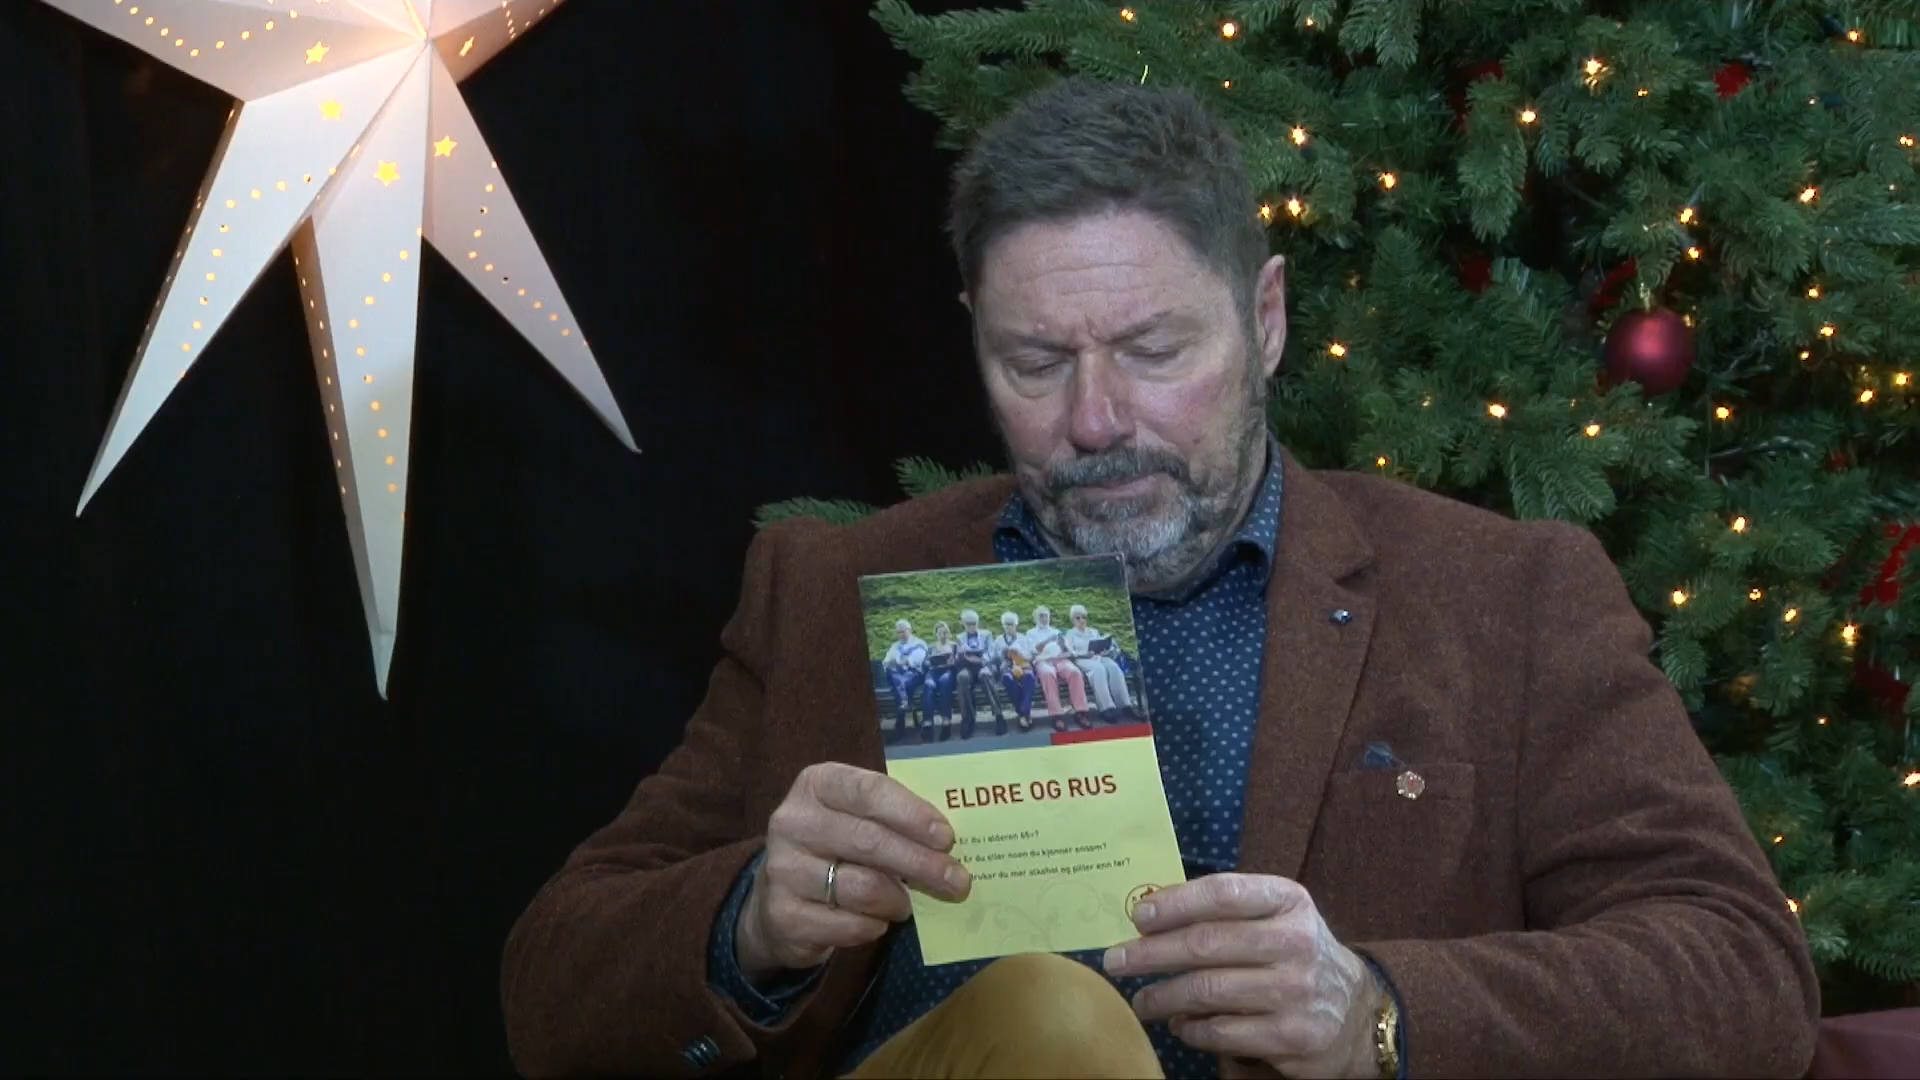 ELDRE OG RUS
Er du i alderen 65+?
Er du eller noen du kjenner ensom?
Bruker du mer alkohol og piller enn før?